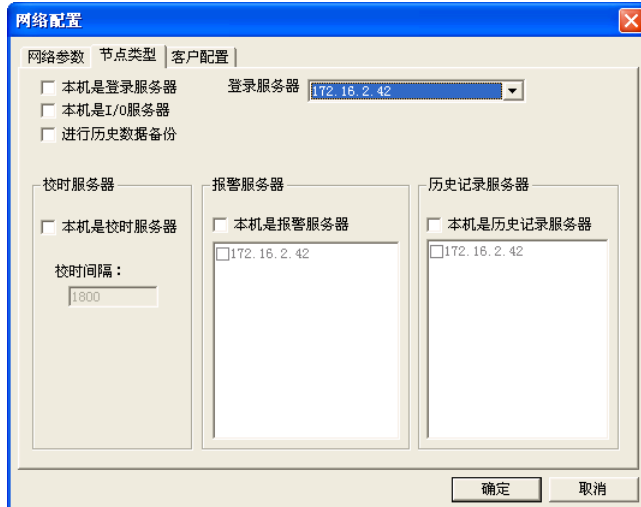 网络配置
网络参数 节点类型 客户配置
本机是登录服务器 登录服务器 172.16.2.42
本机是I/O服务器
进行历史数据备份
校时服务器 报警服务器 历史记录服务器
本机是校时服务器 本机是报警服务器 本机是历史记录服务器
172.16.2.42 172.16.2.42
校时间隔：
1800
确定 取消